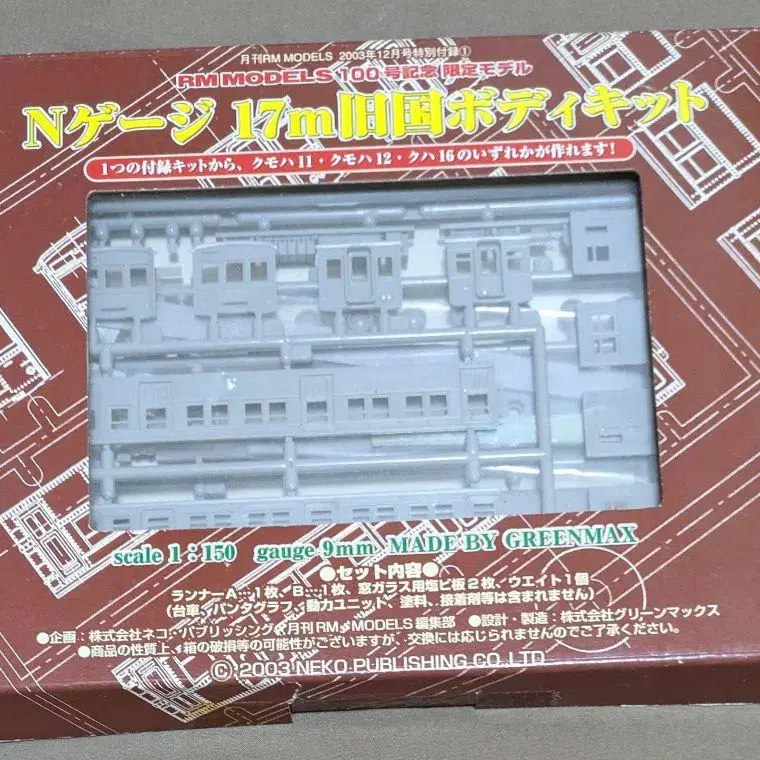 月刊RM MODELS 2003年12月号特別付録①
RM MODELS 100号記念 限定モデル
Nゲージ 17m旧国ボディキット
1つの付録キットから、クモハ11・クモハ12・クハ16のいずれかが作れます!
scale 1:150 gauge 9mm MADE BY GREENMAX
●セット内容●
ランナーA…1枚、B…1枚、窓ガラス用塩ビ板2枚、ウエイト1個
(台車、パンタグラフ、動力ユニット、塗料、接着剤等は含まれません)
●企画:株式会社ネコ・パブリッシング 月刊RM MODELS編集部 ●設計・製造:株式会社グリーンマックス
●商品の性質上、箱の破損等の可能性がございますが、交換には応じられませんのでご了承ください。
©2003 NEKO PUBLISHING CO.,LTD